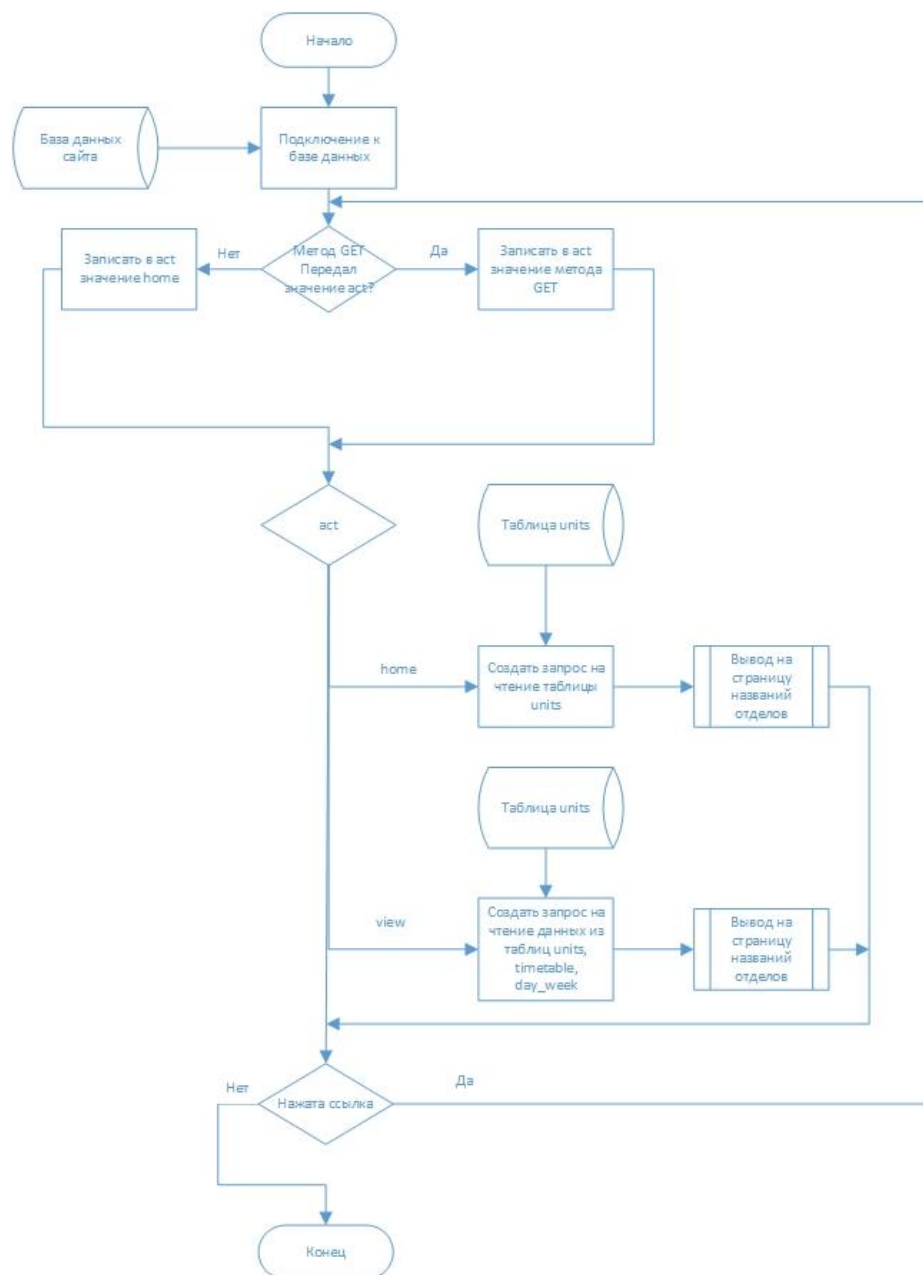 Начало
База данных
сайта
Подключение к
базе данных
Записать в act
значение home
Нет
Метод GET
Передал
значение act?
Да
Записать в act
значение метода
GET
act
Таблица units
home
Создать запрос на
чтение таблицы
units
Вывод на
страницу
названий
отделов
Таблица units
view
Создать запрос на
чтение данных из
таблиц units,
timetable,
day_week
Вывод на
страницу
названий
отделов
Нет
Нажата ссылка
Да
Конец